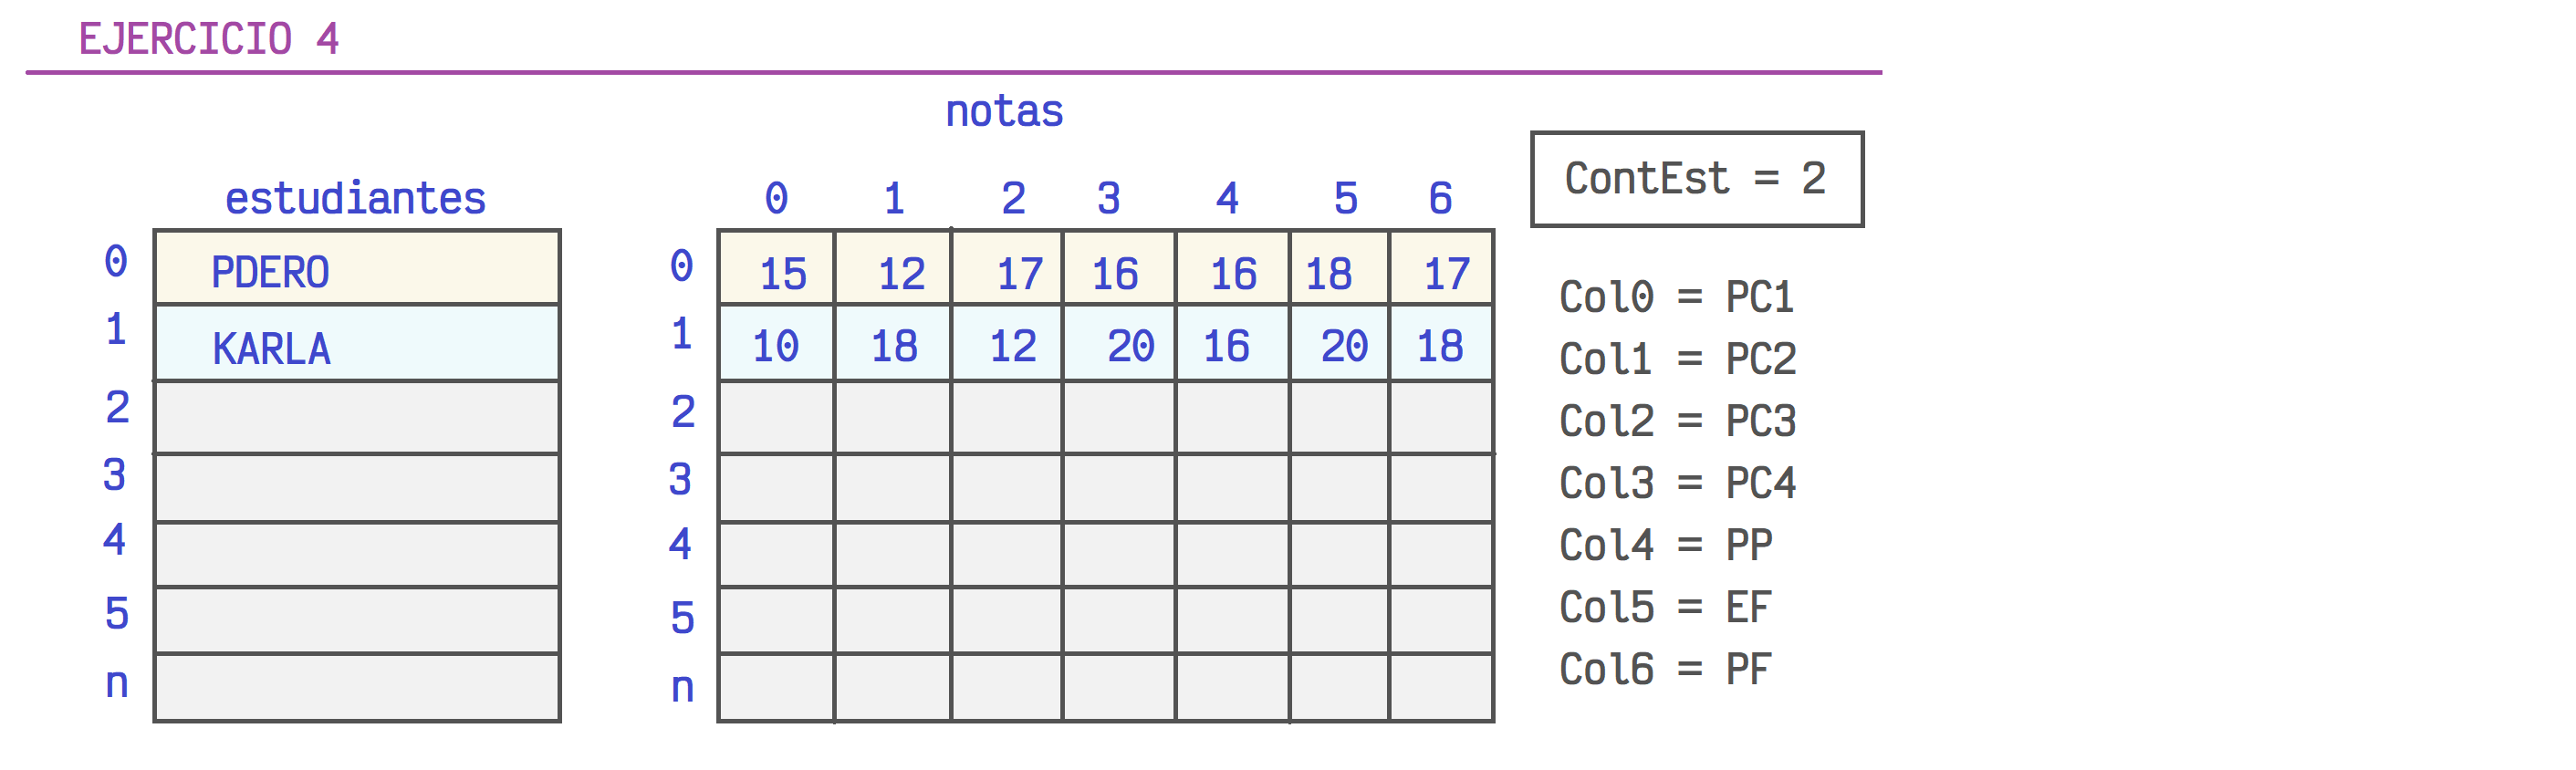 EJERCICIO 4
notas
ContEst = 2
estudiantes
0 1 2 3 4 5 6
0 PDERO
0 15 12 17 16 16 18 17
1 KARLA
1 10 18 12 20 16 20 18
2
2
3
3
4
4
5
5
n
n
Col0 = PC1
Col1 = PC2
Col2 = PC3
Col3 = PC4
Col4 = PP
Col5 = EF
Col6 = PF